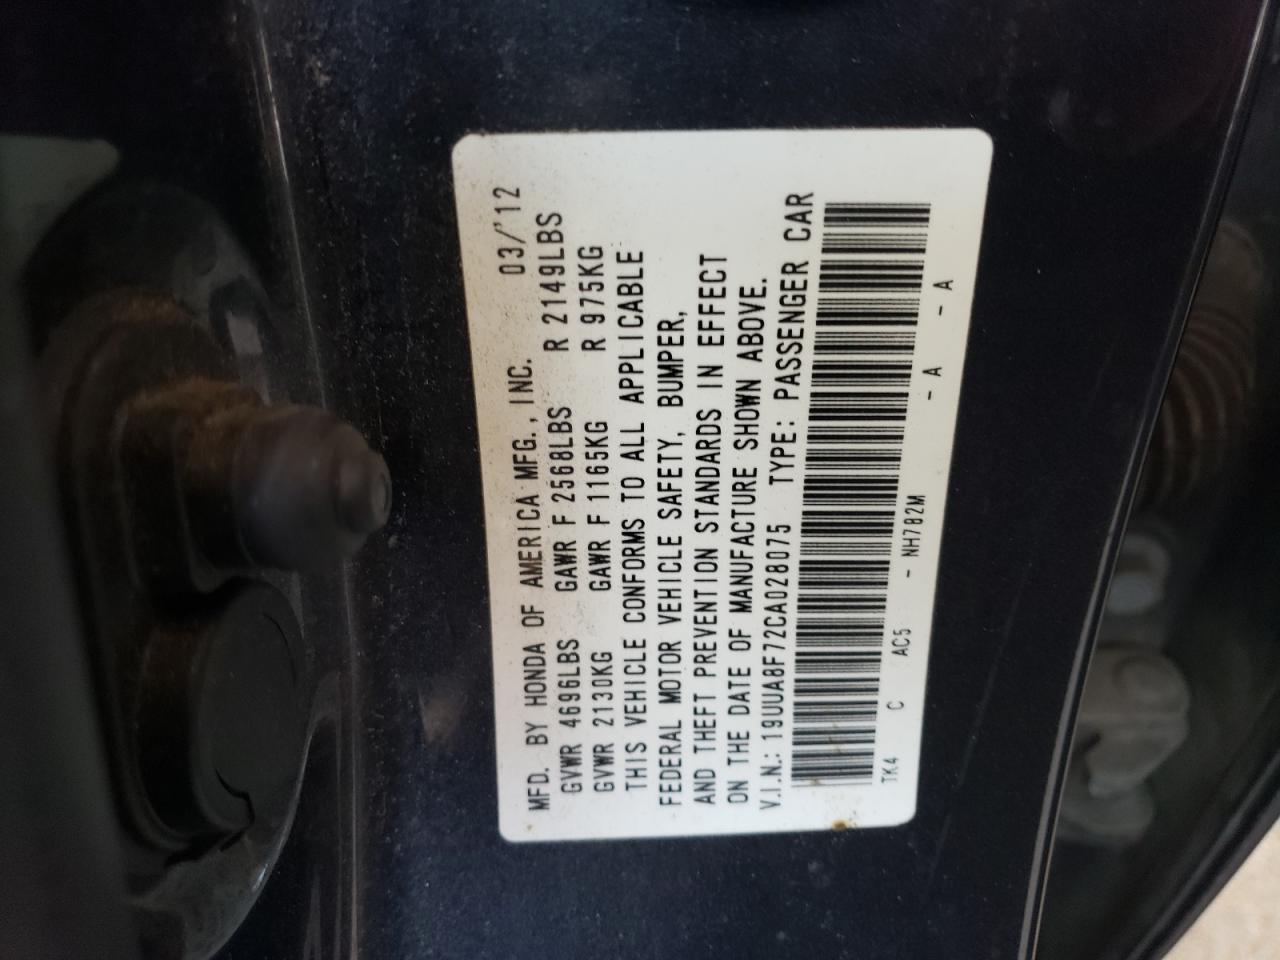 MFD. BY HONDA OF AMERICA MFG., INC. 03/'12
GVWR 4696LBS GAWR F 2568LBS R 2149LBS
GVWR 2130KG GAWR F 1165KG R 975KG
THIS VEHICLE CONFORMS TO ALL APPLICABLE
FEDERAL MOTOR VEHICLE SAFETY, BUMPER,
AND THEFT PREVENTION STANDARDS IN EFFECT
ON THE DATE OF MANUFACTURE SHOWN ABOVE.
V.I.N.: 19UUA8F72CA028075 TYPE: PASSENGER CAR
TK4 C AC5 - NH782M - A - A